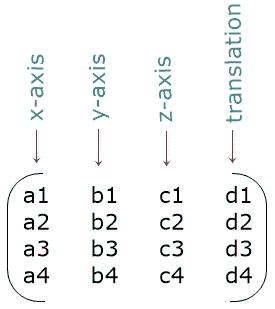 x-axis y-axis z-axis translation
a1 b1 c1 d1
a2 b2 c2 d2
a3 b3 c3 d3
a4 b4 c4 d4